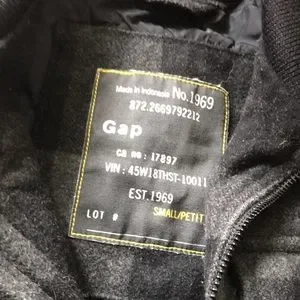 Made in Indonesia No.1969
872.2669792212
Gap
ca no : 17897
VIN : 45W18THST-10011
EST.1969
LOT # SMALL/PETIT